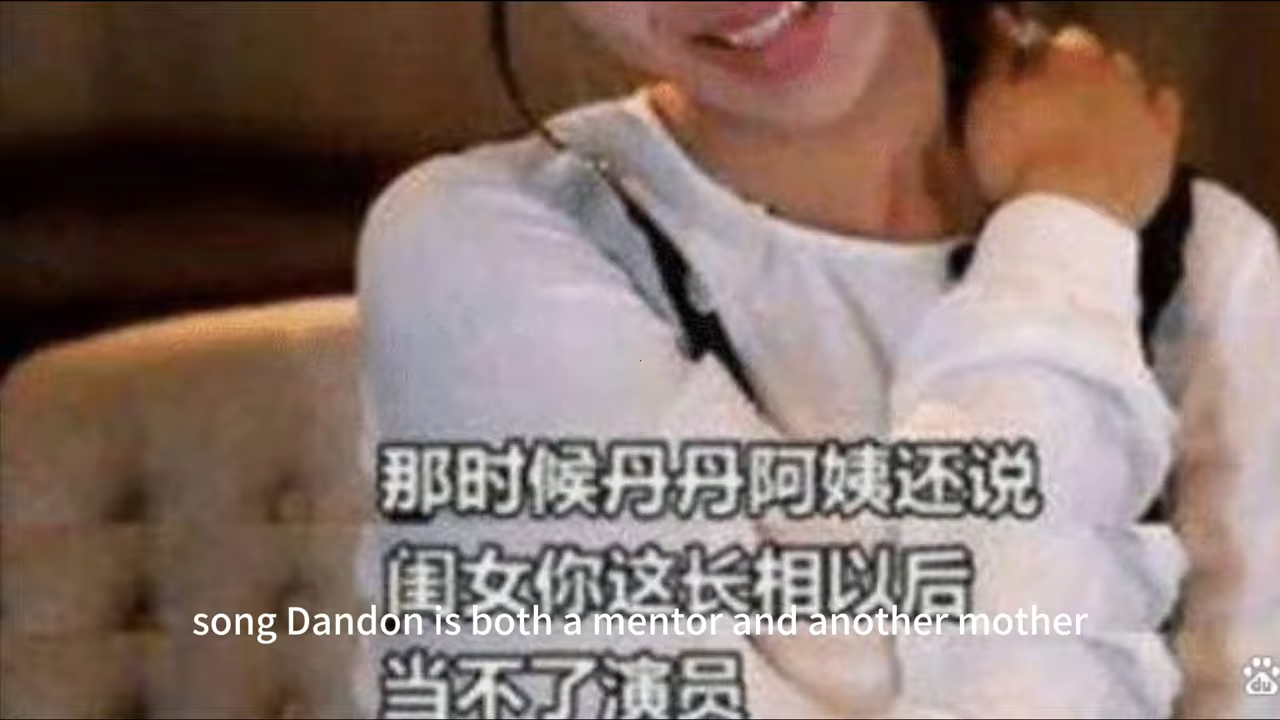 那时候丹丹阿姨还说
闺女你这长相以后
song Dandon is both a mentor and another mother
当不了演员
du